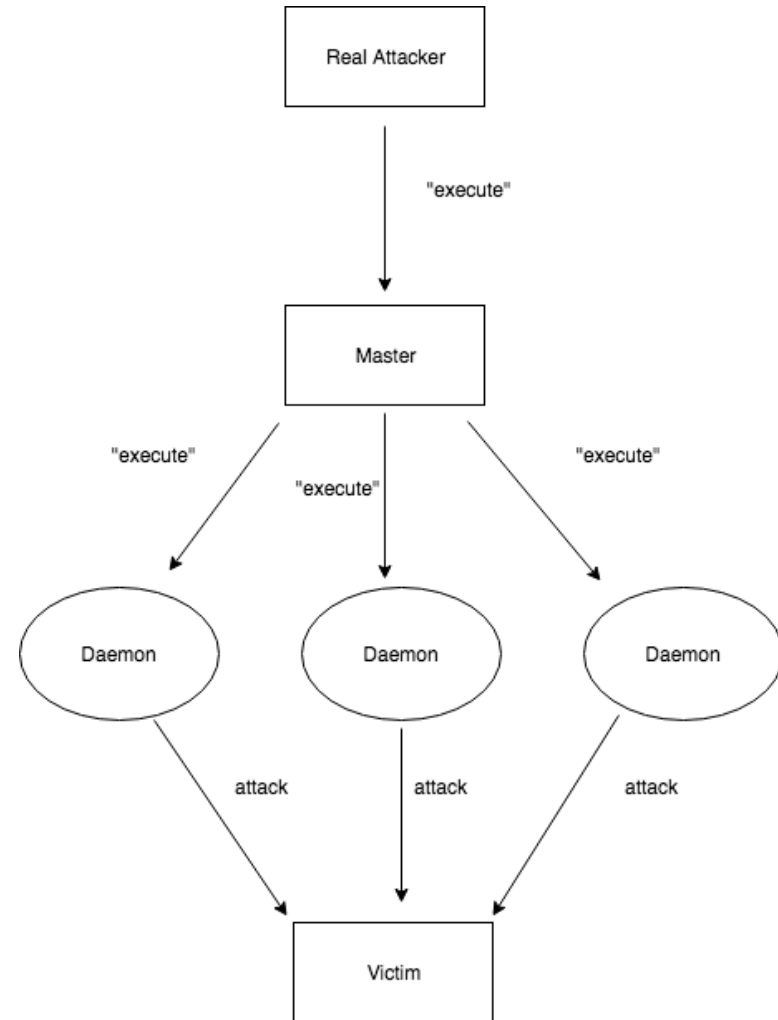 Real Attacker
"execute"
Master
"execute"
"execute"
"execute"
Daemon
Daemon
Daemon
attack
attack
attack
Victim